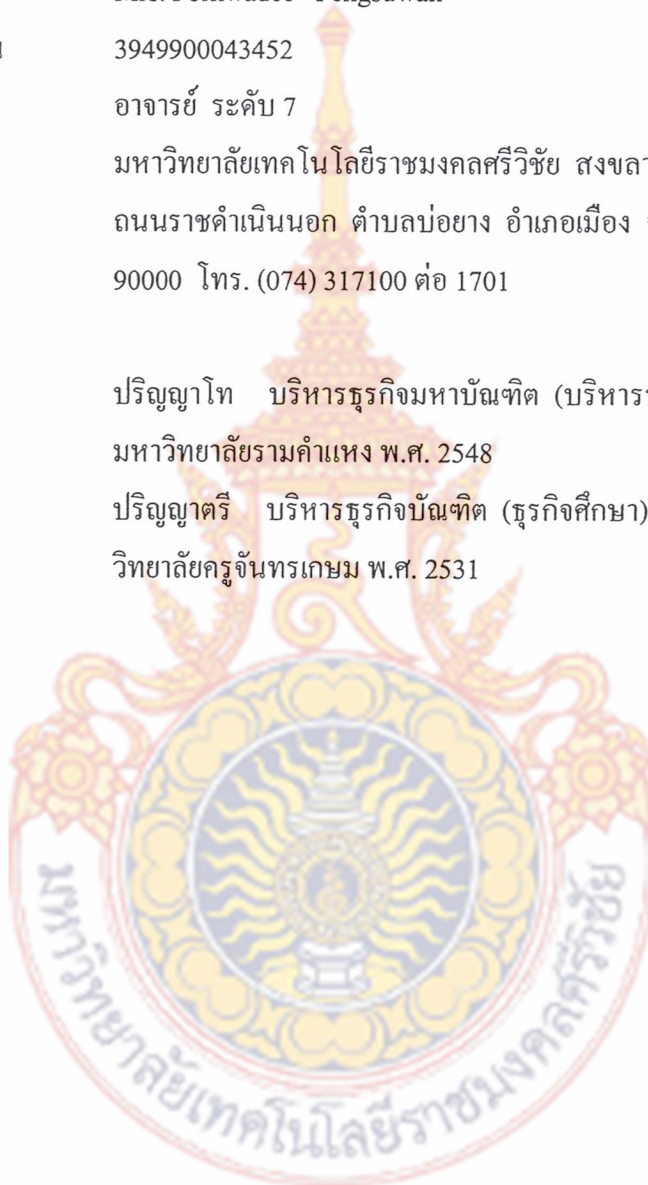 น 3949900043452
อาจารย์ ระดับ 7
มหาวิทยาลัยเทคโนโลยีราชมงคลศรีวิชัย สงขลา
ถนนราชดำเนินนอก ตำบลบ่อยาง อำเภอเมือง
90000 โทร. (074) 317100 ต่อ 1701
ปริญญาโท บริหารธุรกิจมหาบัณฑิต (บริหาร
มหาวิทยาลัยรามคำแหง พ.ศ. 2548
ปริญญาตรี บริหารธุรกิจบัณฑิต (ธุรกิจศึกษา)
วิทยาลัยครูจันทรเกษม พ.ศ. 2531
มหาวิทยาลัยเทคโนโลยีราชมงคลศรีวิชัย